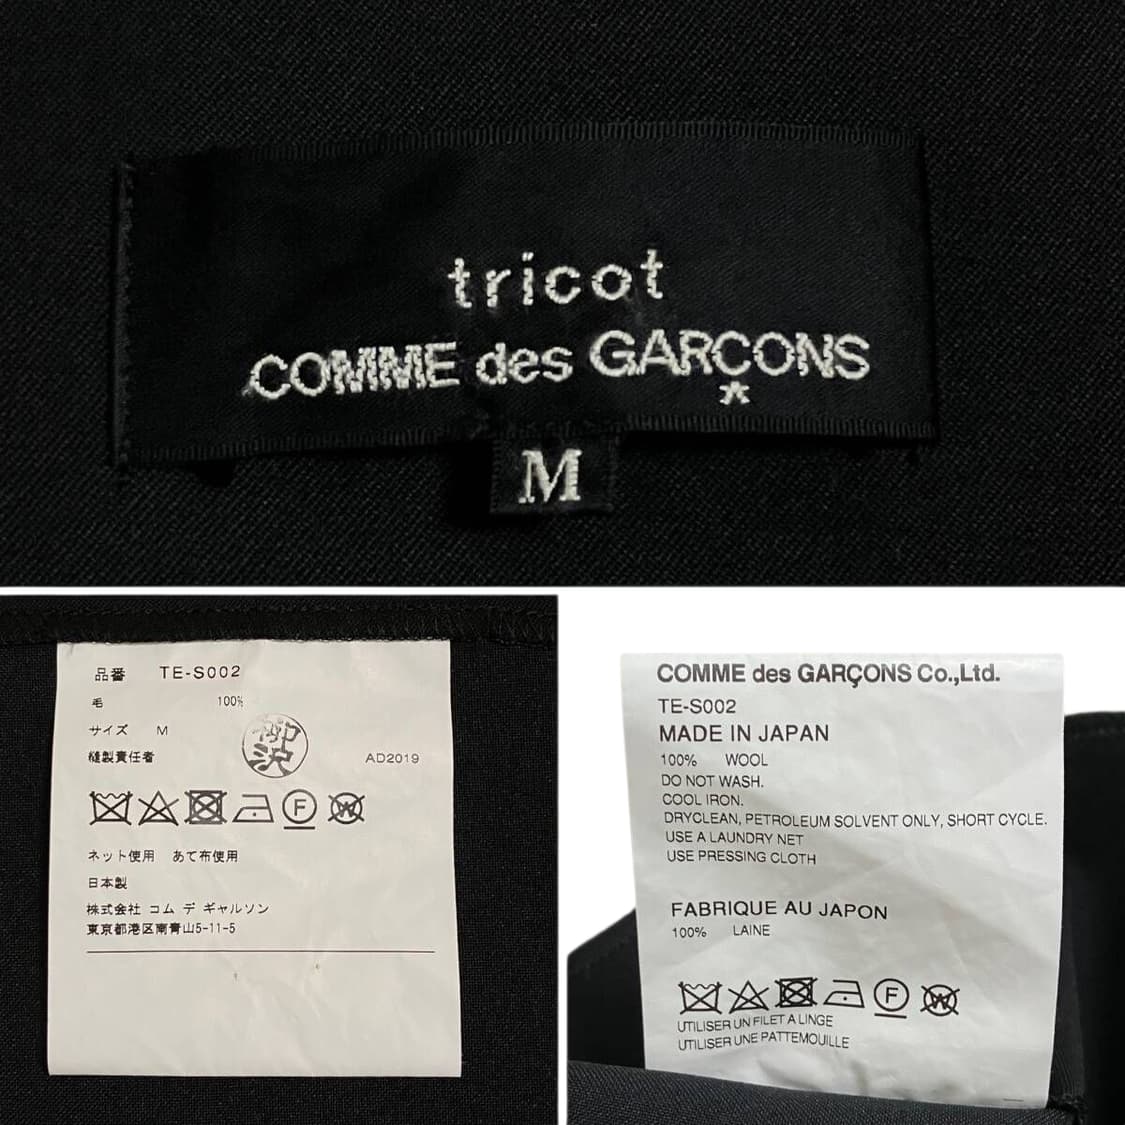 tricot
COMME des GARÇONS
M
品番 TE-S002
毛 100%
サイズ M
縫製責任者 柳沢 AD2019
F W
ネット使用 あて布使用
日本製
株式会社 コム デ ギャルソン
東京都港区南青山5-11-5
COMME des GARÇONS Co.,Ltd.
TE-S002
MADE IN JAPAN
100% WOOL
DO NOT WASH.
COOL IRON.
DRYCLEAN, PETROLEUM SOLVENT ONLY, SHORT CYCLE.
USE A LAUNDRY NET
USE PRESSING CLOTH
FABRIQUE AU JAPON
100% LAINE
F W
UTILISER UN FILET A LINGE
UTILISER UNE PATTEMOUILLE